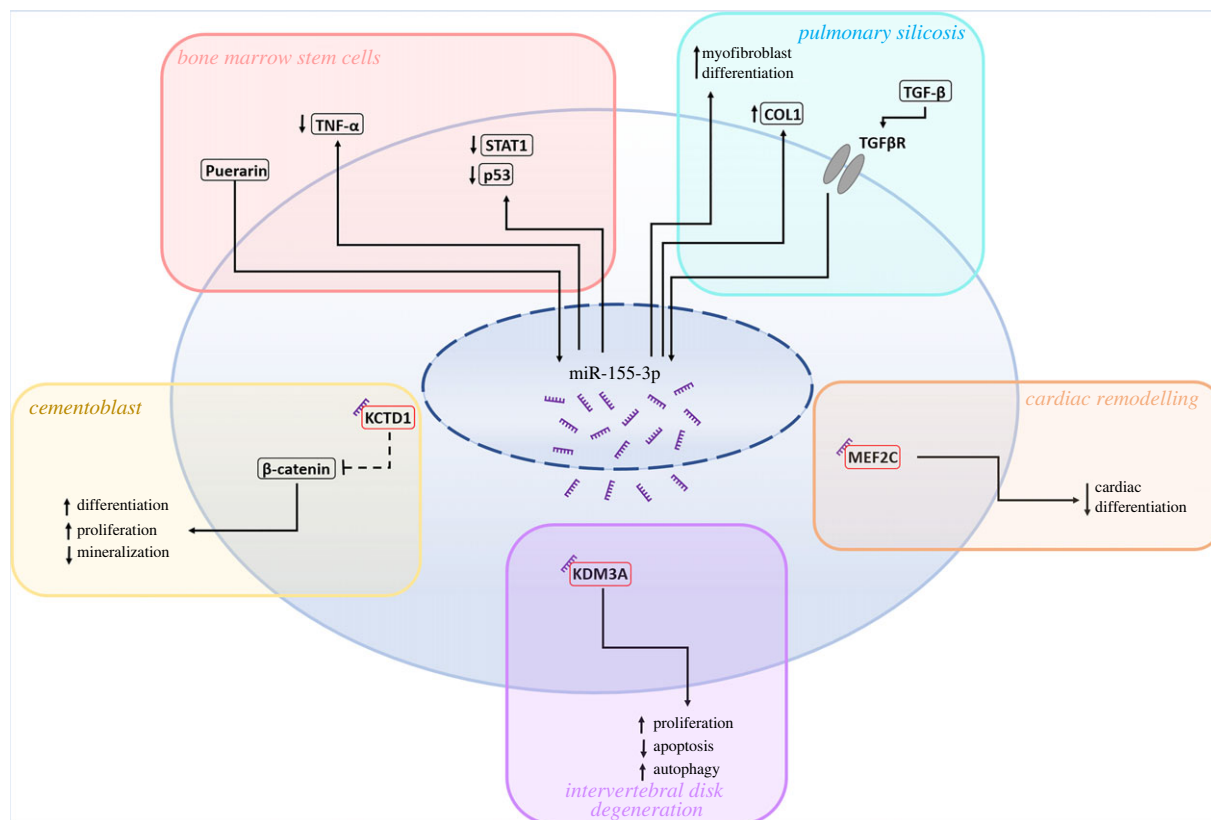 bone marrow stem cells
TNF-α
STAT1
p53
Puerarin
pulmonary silicosis
myofibroblast
differentiation
COL1
TGF-β
TGFβR
miR-155-3p
cementoblast
KCTD1
β-catenin
differentiation
proliferation
mineralization
cardiac remodelling
MEF2C
cardiac
differentiation
KDM3A
proliferation
apoptosis
autophagy
intervertebral disk
degeneration